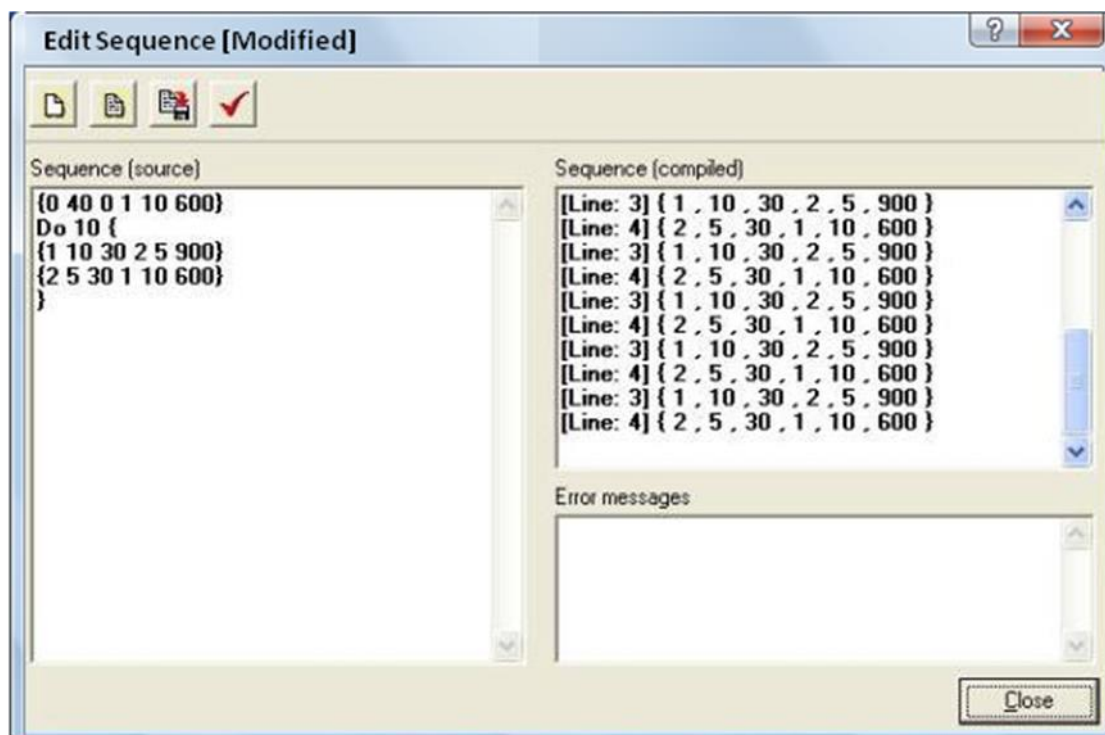 Edit Sequence [Modified]
?
Sequence (source)
{0 40 0 1 10 600}
Do 10 {
{1 10 30 2 5 900}
{2 5 30 1 10 600}
}
Sequence (compiled)
[Line: 3] { 1 , 10 , 30 , 2 , 5 , 900 }
[Line: 4] { 2 , 5 , 30 , 1 , 10 , 600 }
[Line: 3] { 1 , 10 , 30 , 2 , 5 , 900 }
[Line: 4] { 2 , 5 , 30 , 1 , 10 , 600 }
[Line: 3] { 1 , 10 , 30 , 2 , 5 , 900 }
[Line: 4] { 2 , 5 , 30 , 1 , 10 , 600 }
[Line: 3] { 1 , 10 , 30 , 2 , 5 , 900 }
[Line: 4] { 2 , 5 , 30 , 1 , 10 , 600 }
[Line: 3] { 1 , 10 , 30 , 2 , 5 , 900 }
[Line: 4] { 2 , 5 , 30 , 1 , 10 , 600 }
Error messages
Close